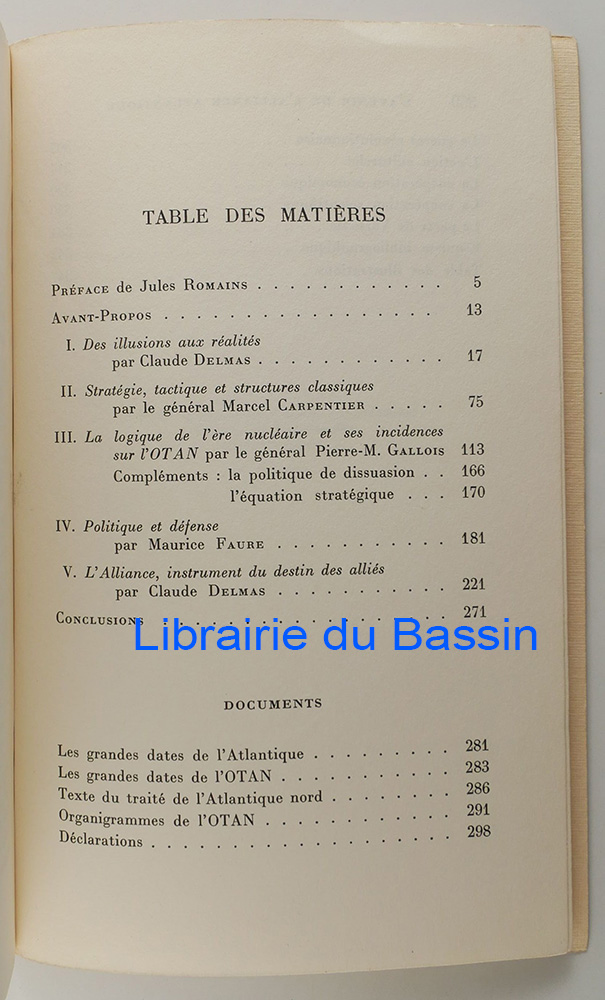 TABLE DES MATIÈRES
PRÉFACE de Jules ROMAINS . . . . . . . . . . . . 5
AVANT-PROPOS . . . . . . . . . . . . . . . . . 13
I. Des illusions aux réalités
par Claude DELMAS . . . . . . . . . . . . 17
II. Stratégie, tactique et structures classiques
par le général Marcel CARPENTIER . . . . . 75
III. La logique de l'ère nucléaire et ses incidences
sur l'OTAN par le général Pierre-M. GALLOIS 113
Compléments : la politique de dissuasion . . 166
l'équation stratégique . . . 170
IV. Politique et défense
par Maurice FAURE . . . . . . . . . . . 181
V. L'Alliance, instrument du destin des alliés
par Claude DELMAS . . . . . . . . . . . 221
CONCLUSIONS . . . . . . . . . . . . . . . . . 271
Librairie du Bassin
DOCUMENTS
Les grandes dates de l'Atlantique . . . . . . . . . 281
Les grandes dates de l'OTAN . . . . . . . . . . . 283
Texte du traité de l'Atlantique nord . . . . . . . . 286
Organigrammes de l'OTAN . . . . . . . . . . . . 291
Déclarations . . . . . . . . . . . . . . . . . . . 298